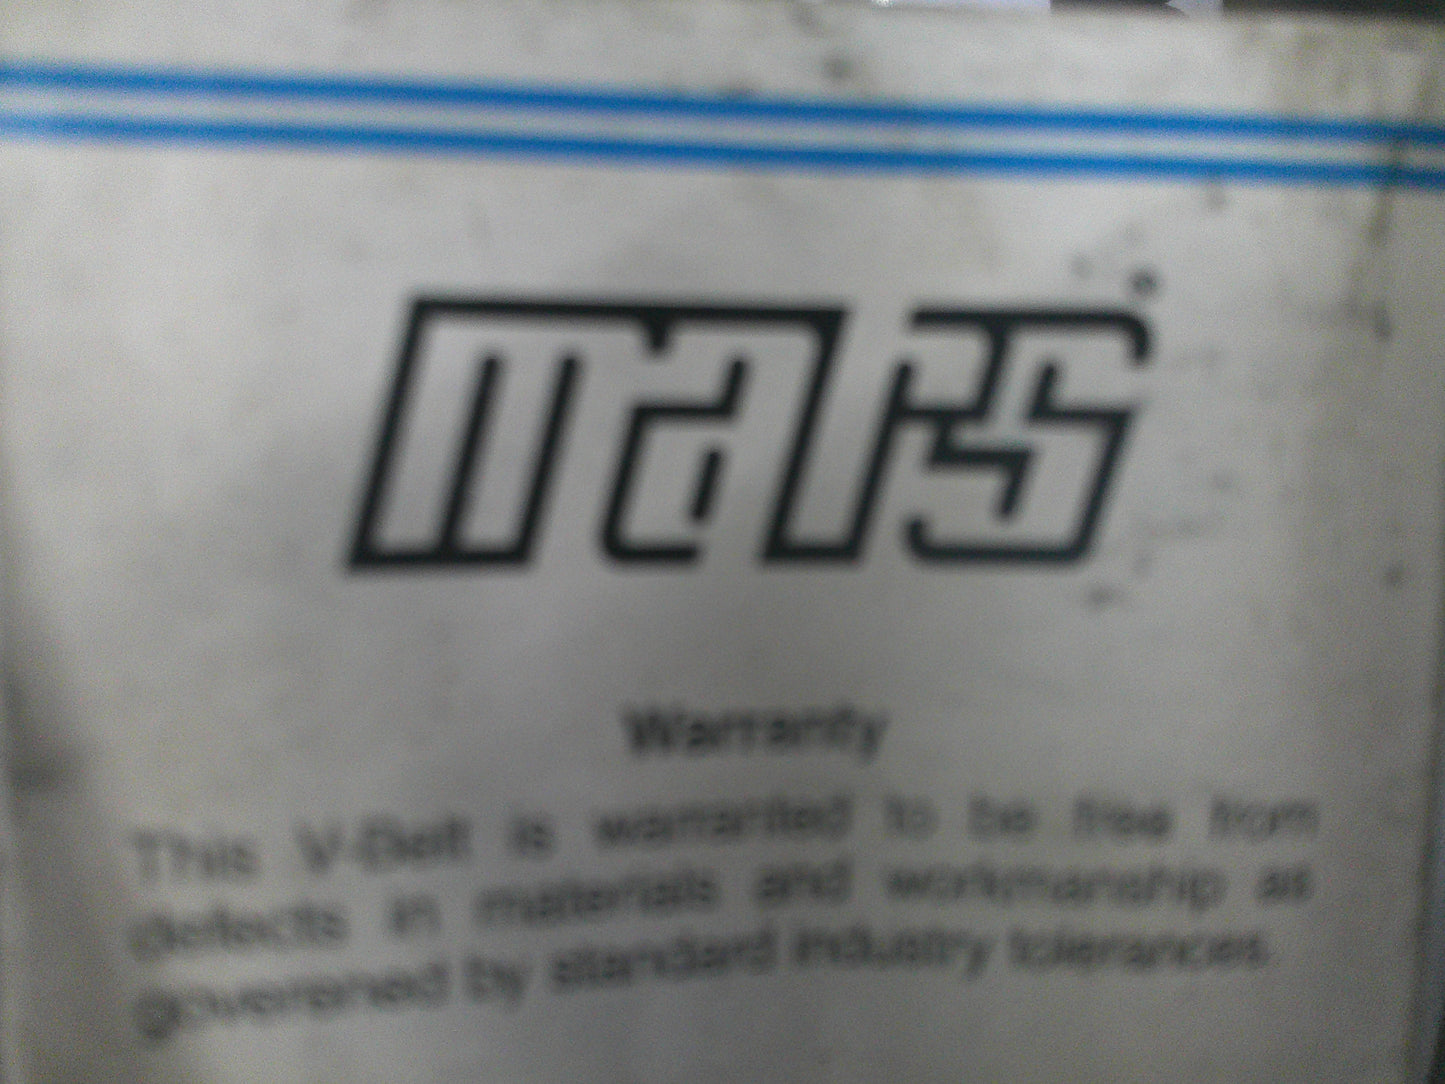 mars
Warranty
This V-Belt is warranted to be free from
defects in materials and workmanship as
goverened by standard industry tolerances.